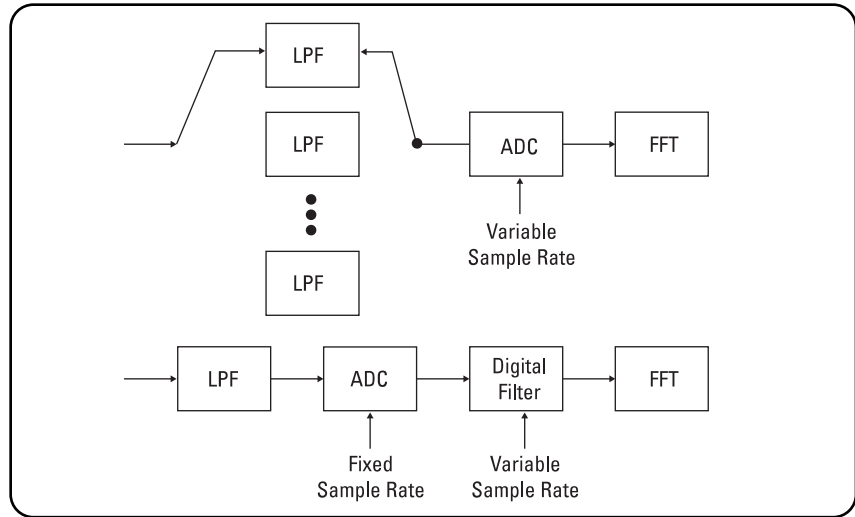 LPF
LPF
ADC
FFT
Variable
Sample Rate
LPF
LPF
ADC
Digital
Filter
FFT
Fixed
Sample Rate
Variable
Sample Rate